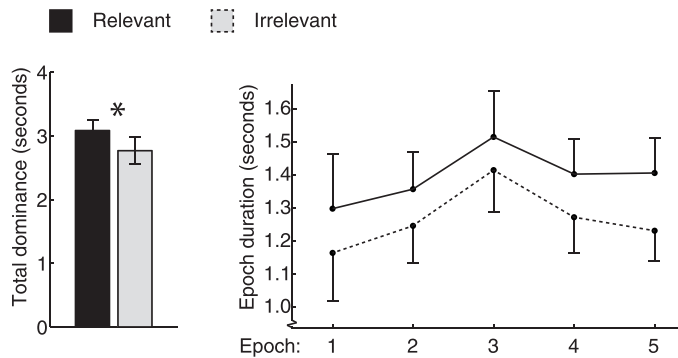 Relevant
Irrelevant
Total dominance (seconds)
4
3
2
1
0
*
Epoch duration (seconds)
1.6
1.5
1.4
1.3
1.2
1.1
1.0
Epoch: 1 2 3 4 5